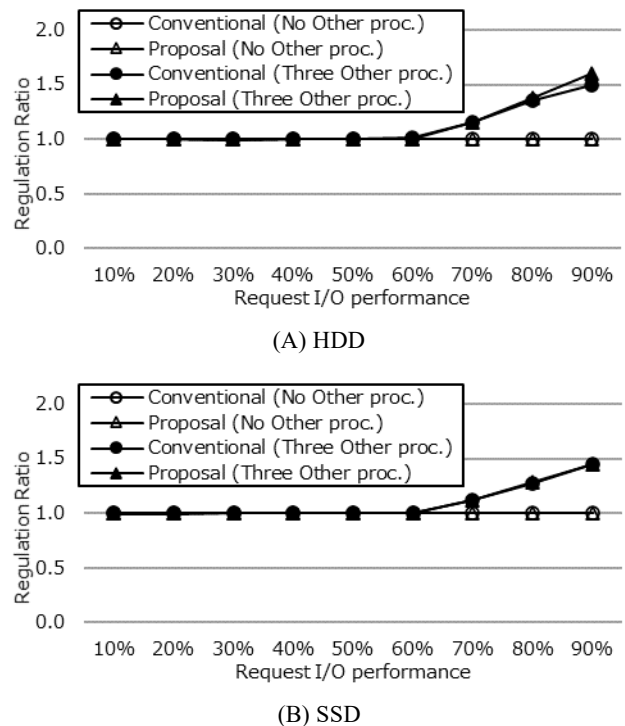 2.0
1.5
1.0
0.5
0.0
Regulation Ratio
Conventional (No Other proc.)
Proposal (No Other proc.)
Conventional (Three Other proc.)
Proposal (Three Other proc.)
10% 20% 30% 40% 50% 60% 70% 80% 90%
Request I/O performance
(A) HDD
2.0
1.5
1.0
0.5
0.0
Regulation Ratio
Conventional (No Other proc.)
Proposal (No Other proc.)
Conventional (Three Other proc.)
Proposal (Three Other proc.)
10% 20% 30% 40% 50% 60% 70% 80% 90%
Request I/O performance
(B) SSD